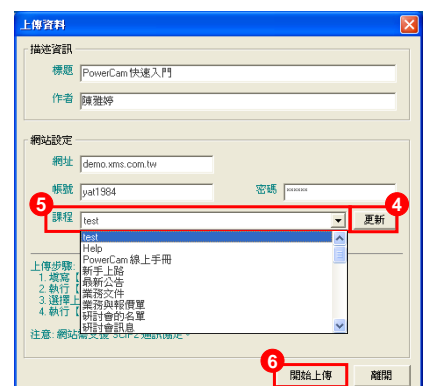 上傳資料
描述資訊
標題 PowerCam 快速入門
作者 陳雅婷
網站設定
網址 demo.xms.com.tw
帳號 yat1984 密碼 ******
5 課程 test 更新 4
test
Help
PowerCam 線上手冊
新手上路
最新公告
業務文件
業務與報價單
研討會的名單
研討會訊息
上傳步驟:
1. 填寫【
2. 執行【
3. 選擇上
4. 執行【
注意: 網站需支援 SCIP2 通訊協定。
6
開始上傳 離開